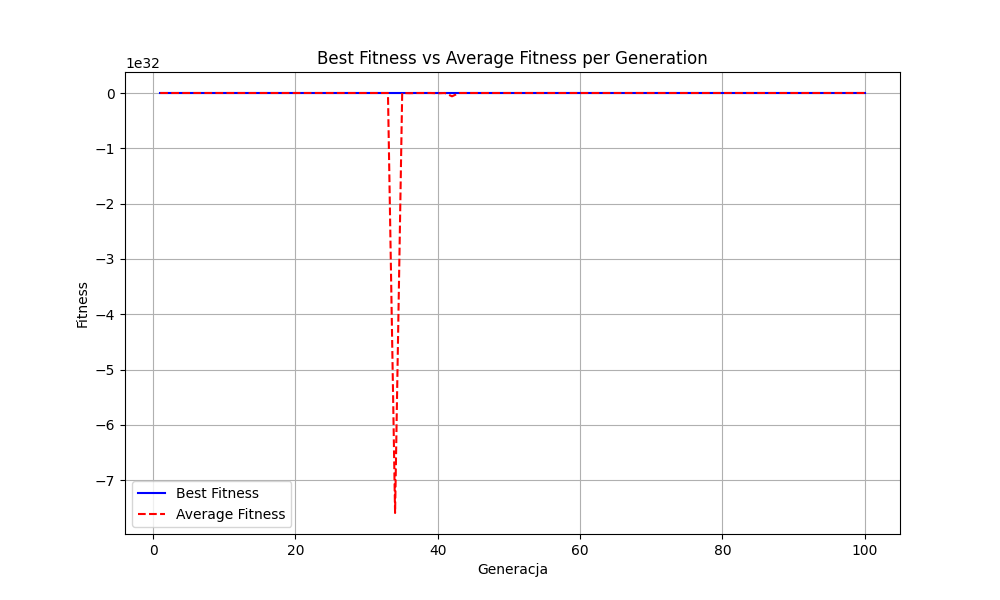 Best Fitness vs Average Fitness per Generation
1e32
0
−1
−2
−3
−4
−5
−6
−7
Fitness
Best Fitness
Average Fitness
0 20 40 60 80 100
Generacja